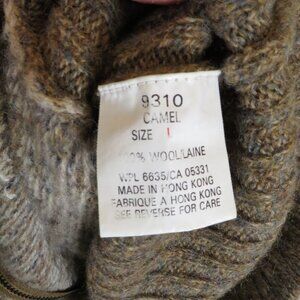 9310
CAMEL
SIZE L
100% WOOL/LAINE
WPL 6635/CA 05331
MADE IN HONG KONG
FABRIQUE A HONG KONG
SEE REVERSE FOR CARE